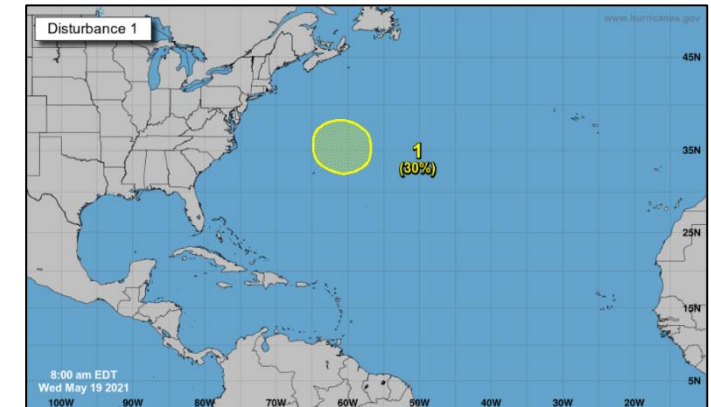 Disturbance 1
www.hurricanes.gov
45N
1
(30%)
35N
25N
15N
8:00 am EDT
Wed May 19 2021
5N
100W 90W 80W 70W 60W 50W 40W 30W 20W